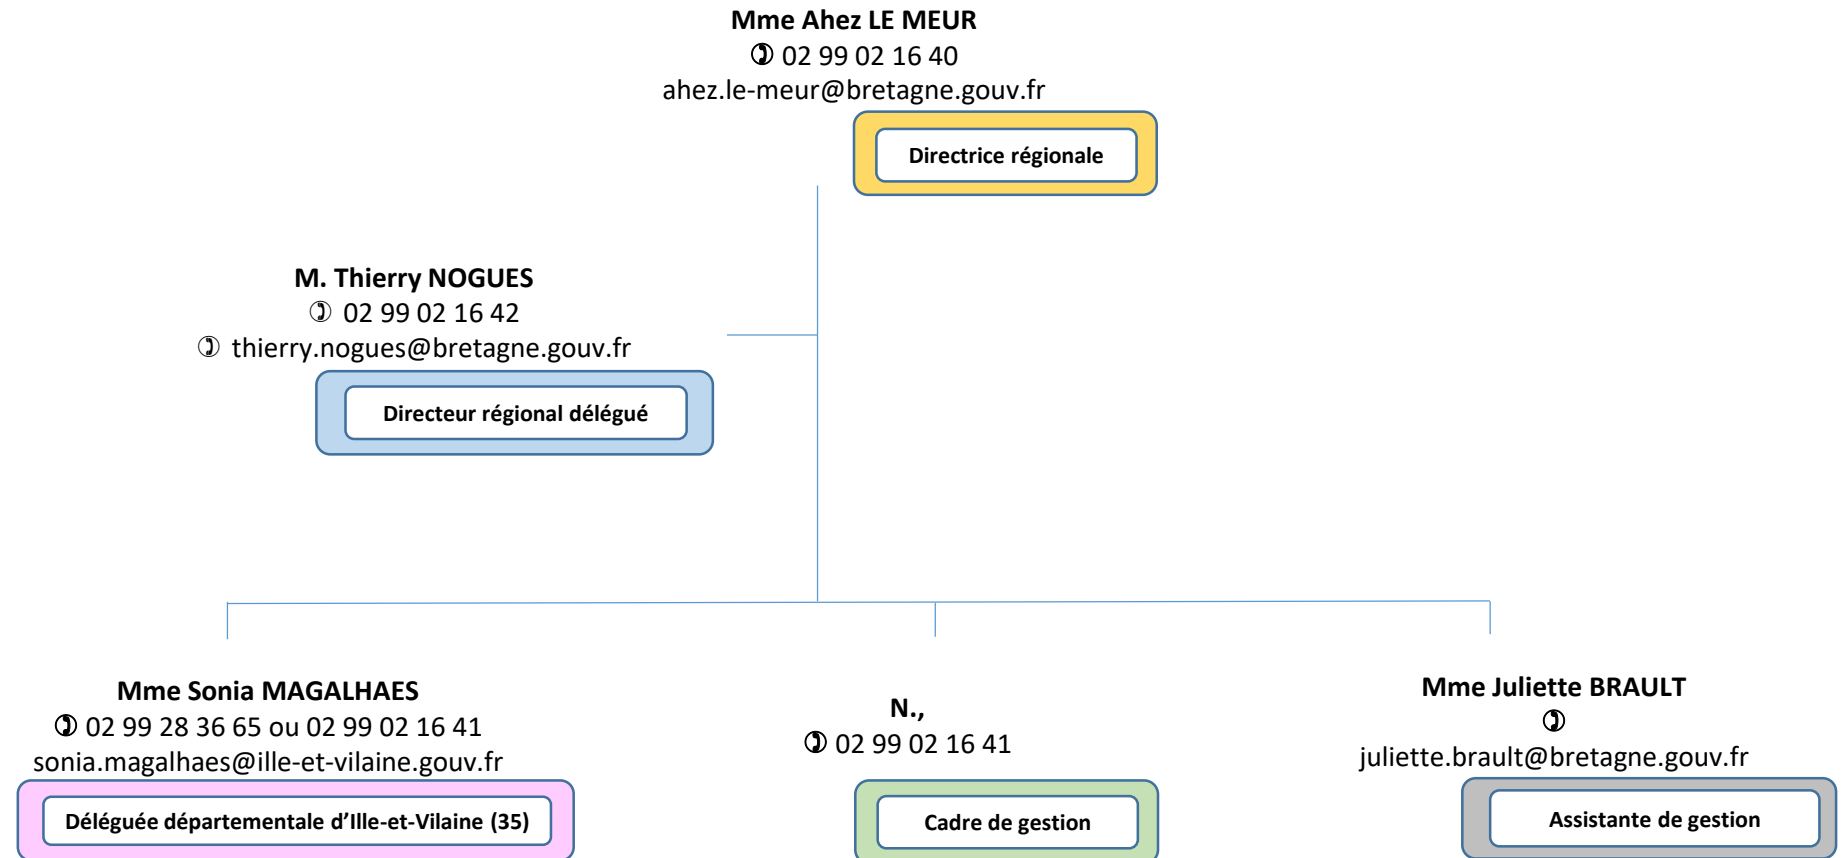 Mme Ahez LE MEUR
✆ 02 99 02 16 40
ahez.le-meur@bretagne.gouv.fr
Directrice régionale
M. Thierry NOGUES
✆ 02 99 02 16 42
✆ thierry.nogues@bretagne.gouv.fr
Directeur régional délégué
Mme Sonia MAGALHAES
✆ 02 99 28 36 65 ou 02 99 02 16 41
sonia.magalhaes@ille-et-vilaine.gouv.fr
Déléguée départementale d’Ille-et-Vilaine (35)
N.,
✆ 02 99 02 16 41
Cadre de gestion
Mme Juliette BRAULT
✆
juliette.brault@bretagne.gouv.fr
Assistante de gestion